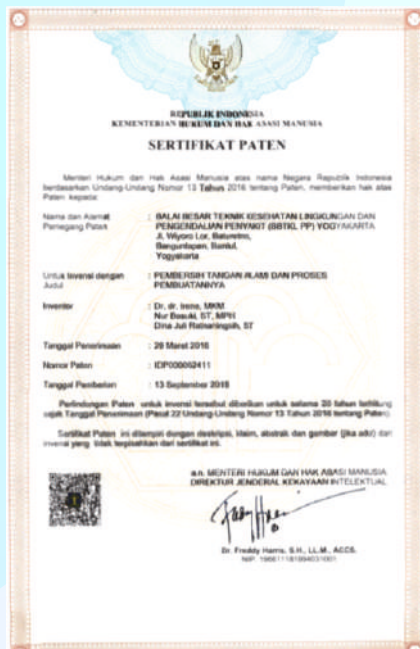 REPUBLIK INDONESIA
KEMENTERIAN HUKUM DAN HAK ASASI MANUSIA
SERTIFIKAT PATEN
Menteri Hukum dan Hak Asasi Manusia atas nama Negara Republik Indonesia
berdasarkan Undang-Undang Nomor 13 Tahun 2016 tentang Paten, memberikan hak atas
Paten kepada:
Nama dan Alamat Pemegang Paten : BALAI BESAR TEKNIK KESEHATAN LINGKUNGAN DAN
PENGENDALIAN PENYAKIT (BBTKL PP) YOGYAKARTA
Jl. Wiyoro Lor, Baturetno,
Banguntapan, Bantul,
Yogyakarta
Untuk Invensi dengan Judul : PEMBERSIH TANGAN ALAMI DAN PROSES
PEMBUATANNYA
Inventor : Dr. dr. Irene, MKM
Nur Basuki, ST, MPH
Dina Juli Ratnaningsih, ST
Tanggal Penerimaan : 29 Maret 2016
Nomor Paten : IDP000052411
Tanggal Pemberian : 13 September 2018
Perlindungan Paten untuk invensi tersebut diberikan untuk selama 20 tahun terhitung
sejak Tanggal Penerimaan (Pasal 22 Undang-Undang Nomor 13 Tahun 2016 tentang Paten).
Sertifikat Paten ini dilampiri dengan deskripsi, klaim, abstrak dan gambar (jika ada) dari
invensi yang tidak terpisahkan dari sertifikat ini.
a.n. MENTERI HUKUM DAN HAK ASASI MANUSIA
DIREKTUR JENDERAL KEKAYAAN INTELEKTUAL
Dr. Freddy Harris, S.H., LL.M., ACCS.
NIP. 196611181994031001